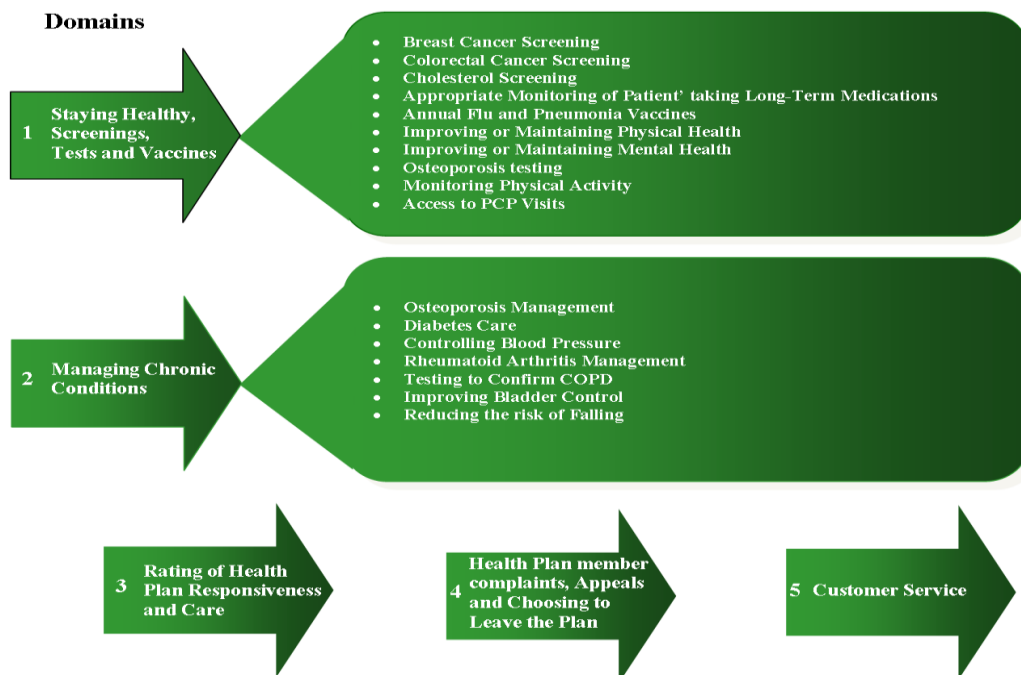 Domains
1
Staying Healthy,
Screenings,
Tests and Vaccines
• Breast Cancer Screening
• Colorectal Cancer Screening
• Cholesterol Screening
• Appropriate Monitoring of Patient’ taking Long-Term Medications
• Annual Flu and Pneumonia Vaccines
• Improving or Maintaining Physical Health
• Improving or Maintaining Mental Health
• Osteoporosis testing
• Monitoring Physical Activity
• Access to PCP Visits
2
Managing Chronic
Conditions
• Osteoporosis Management
• Diabetes Care
• Controlling Blood Pressure
• Rheumatoid Arthritis Management
• Testing to Confirm COPD
• Improving Bladder Control
• Reducing the risk of Falling
3
Rating of Health
Plan Responsiveness
and Care
4
Health Plan member
complaints, Appeals
and Choosing to
Leave the Plan
5 Customer Service